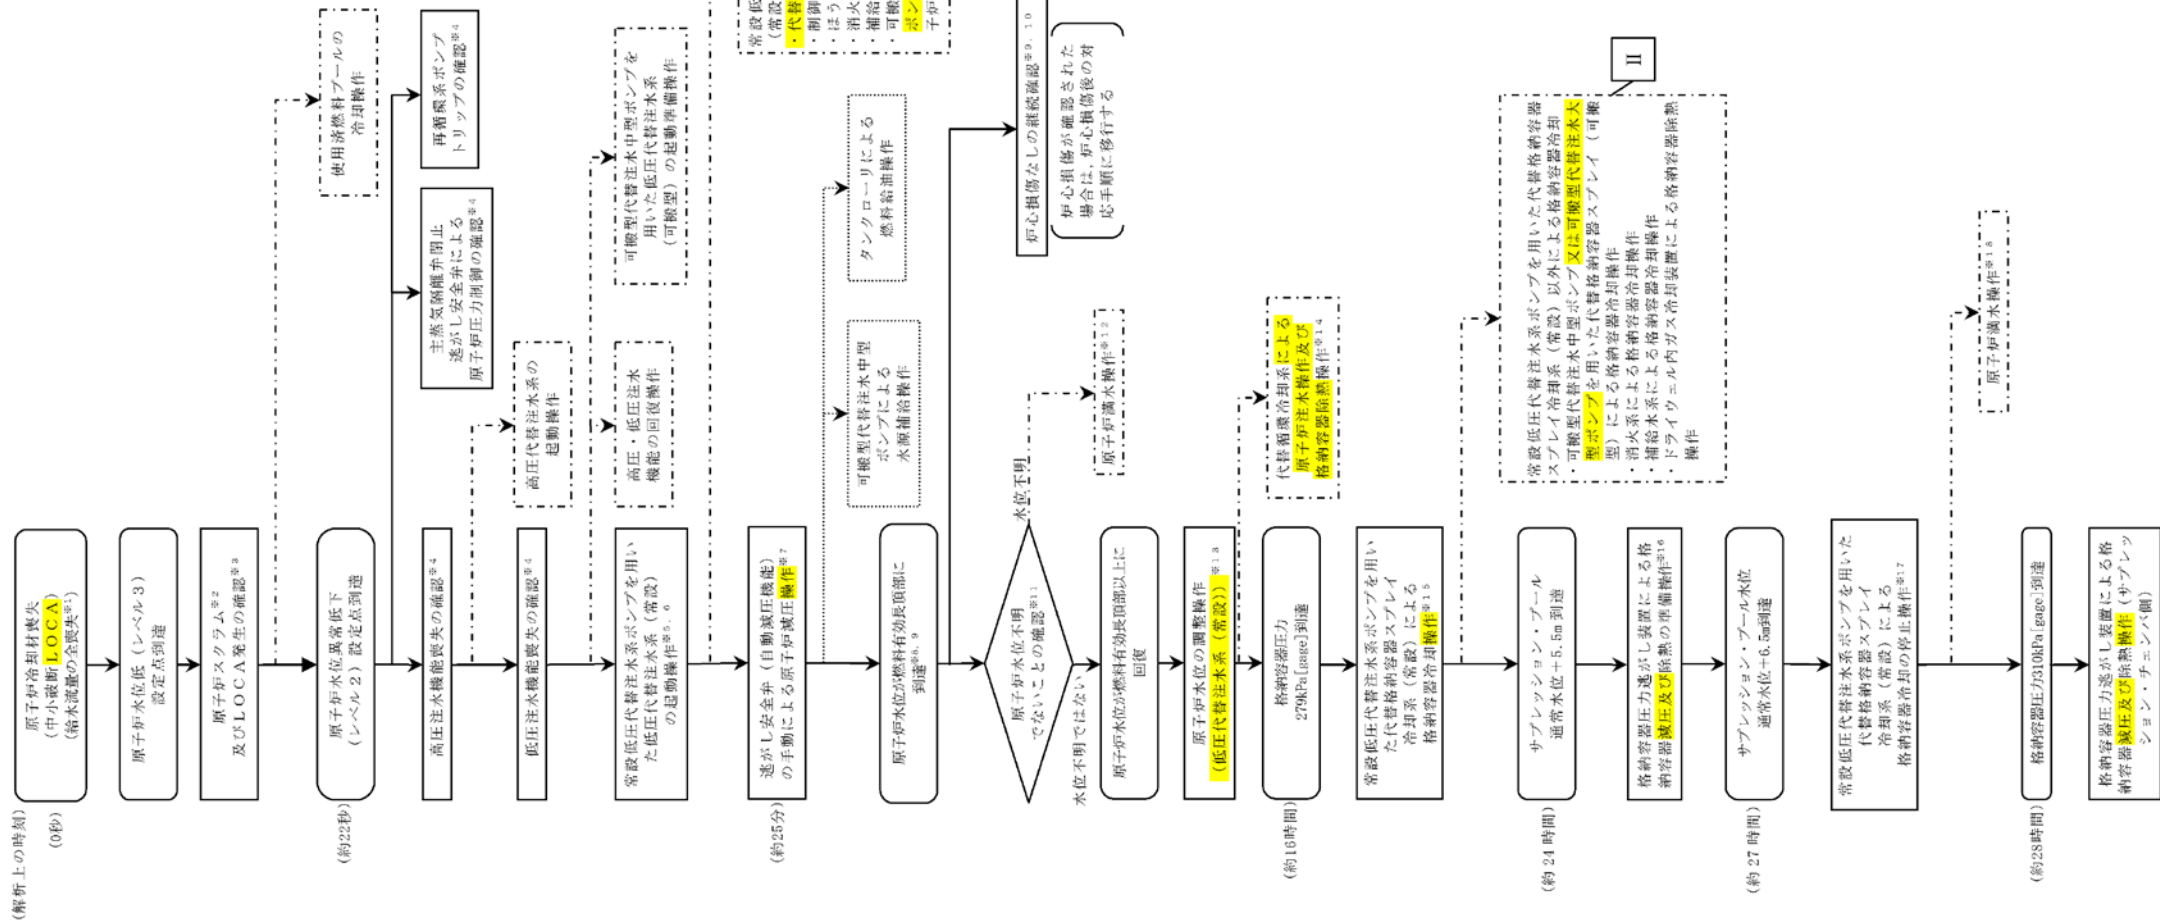 (解析上の時刻)
(0秒)
原子炉冷却材喪失
(中小破断LOCA)
(給水流量の全喪失※1)
原子炉水位低(レベル3)
設定点到達
原子炉スクラム※2
及びLOCA発生の確認※3
使用済燃料プールの
冷却操作
(約22秒)
原子炉水位異常低下
(レベル2)設定点到達
主蒸気隔離弁閉止
逃がし安全弁による
原子炉圧力制御の確認※4
再循環系ポンプ
トリップの確認※4
高圧注水機能喪失の確認※4
高圧代替注水系の
起動操作
低圧注水機能喪失の確認※4
高圧・低圧注水
機能の回復操作
可搬型代替注水中型ポンプを
用いた低圧代替注水系
(可搬型)の起動準備操作
常設低圧代替注水系ポンプを用い
た低圧代替注水系(常設)
の起動操作※5,6
常設低
(常設
・代替
・制御
・ほう
・消火
・補給
・可搬
ポン
子炉
(約25分)
逃がし安全弁(自動減圧機能)
の手動による原子炉減圧操作※7
可搬型代替注水中型
ポンプによる
水源補給操作
タンクローリによる
燃料給油操作
原子炉水位が燃料有効長頂部に
到達※8,9
炉心損傷なしの継続確認※9,10
炉心損傷が確認された
場合は,炉心損傷後の対
応手順に移行する
原子炉水位不明
でないことの確認※11
水位不明
原子炉満水操作※12
水位不明ではない
原子炉水位が燃料有効長頂部以上に
回復
原子炉水位の調整操作
(低圧代替注水系(常設))※13
代替循環冷却系による
原子炉注水操作及び
格納容器除熱操作※14
(約16時間)
格納容器圧力
279kPa[gage]到達
常設低圧代替注水系ポンプを用い
た代替格納容器スプレイ
冷却系(常設)による
格納容器冷却操作※15
常設低圧代替注水系ポンプを用いた代替格納容器
スプレイ冷却系(常設)以外による格納容器冷却
・可搬型代替注水中型ポンプ又は可搬型代替注水大
型ポンプを用いた代替格納容器スプレイ(可搬
型)による格納容器冷却操作
・消火系による格納容器冷却操作
・補給水系による格納容器冷却操作
・ドライウェル内ガス冷却装置による格納容器除熱
操作
II
(約 24 時間)
サプレッション・プール
通常水位+5.5m 到達
格納容器圧力逃がし装置による格
納容器減圧及び除熱の準備操作※16
(約 27 時間)
サプレッション・プール水位
通常水位+6.5m到達
常設低圧代替注水系ポンプを用いた
代替格納容器スプレイ
冷却系(常設)による
格納容器冷却の停止操作※17
原子炉満水操作※18
(約28時間)
格納容器圧力310kPa[gage]到達
格納容器圧力逃がし装置による格
納容器減圧及び除熱操作(サプレッ
ション・チェンバ側)